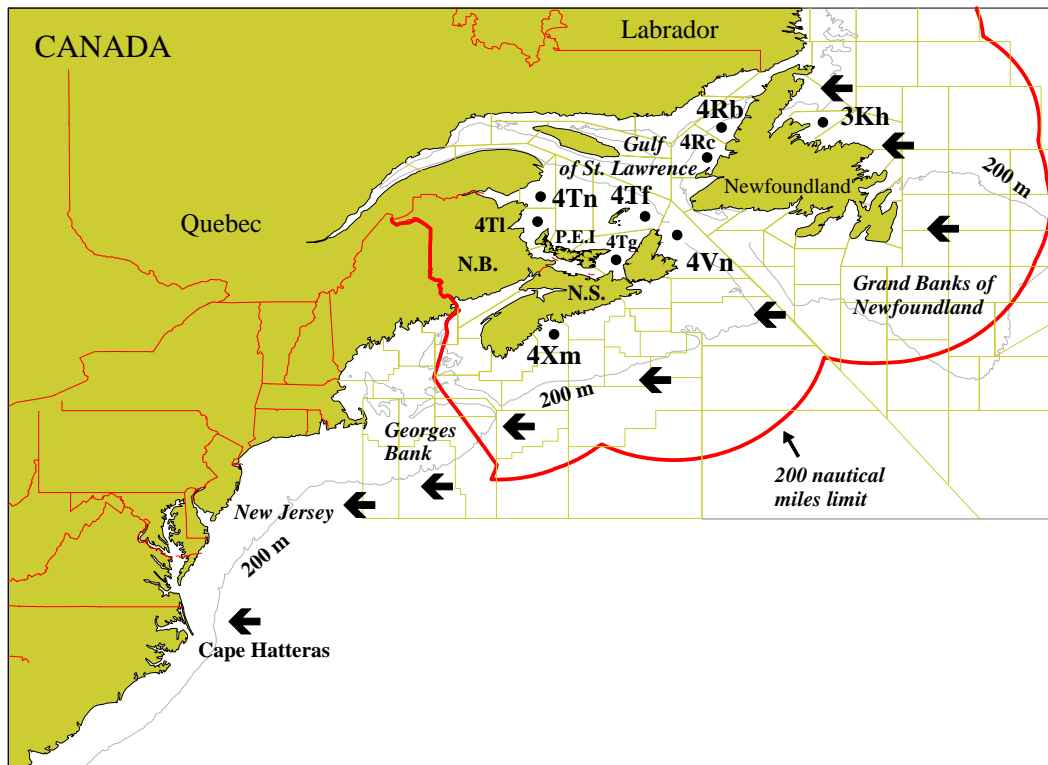 CANADA
Labrador
4Rb
3Kh
Gulf
4Rc
of St. Lawrence
200 m
Newfoundland
4Tn
4Tf
Quebec
4Tl
P.E.I
4Tg
4Vn
N.B.
N.S.
Grand Banks of
Newfoundland
4Xm
200 m
Georges
Bank
200 nautical
miles limit
New Jersey
200 m
Cape Hatteras